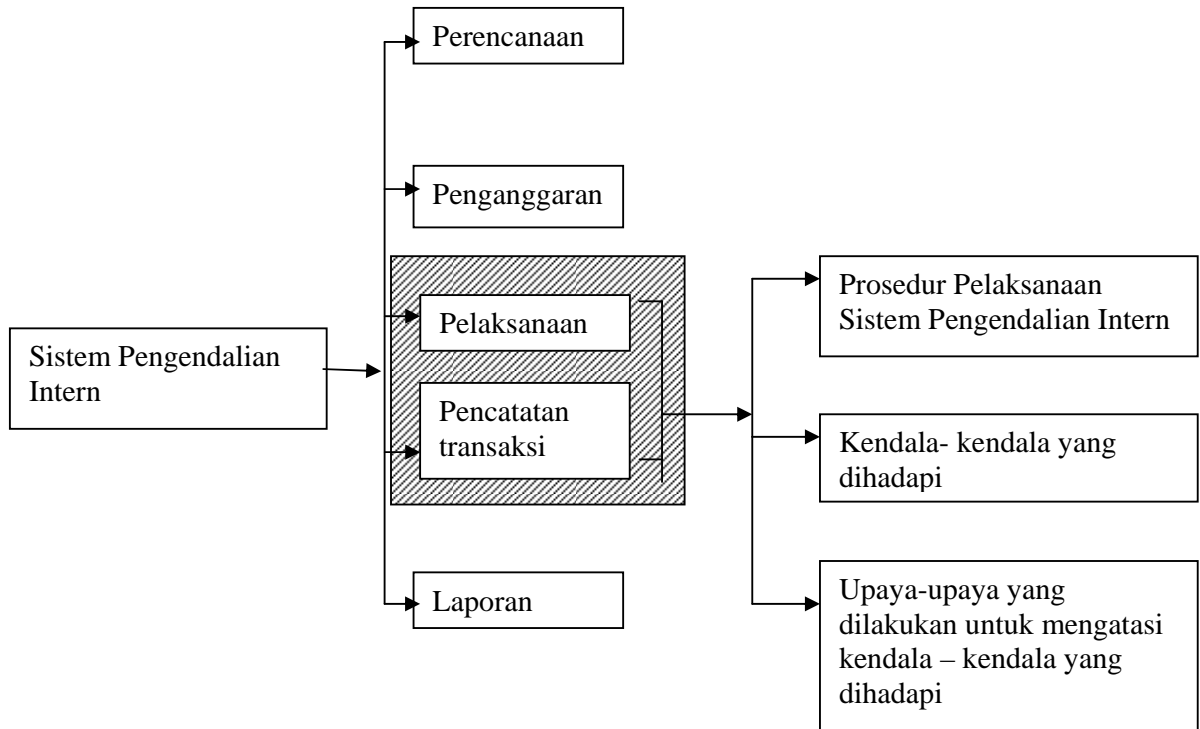 Perencanaan
Penganggaran
Sistem Pengendalian
Intern
Pelaksanaan
Pencatatan
transaksi
Laporan
Prosedur Pelaksanaan
Sistem Pengendalian Intern
Kendala- kendala yang
dihadapi
Upaya-upaya yang
dilakukan untuk mengatasi
kendala – kendala yang
dihadapi